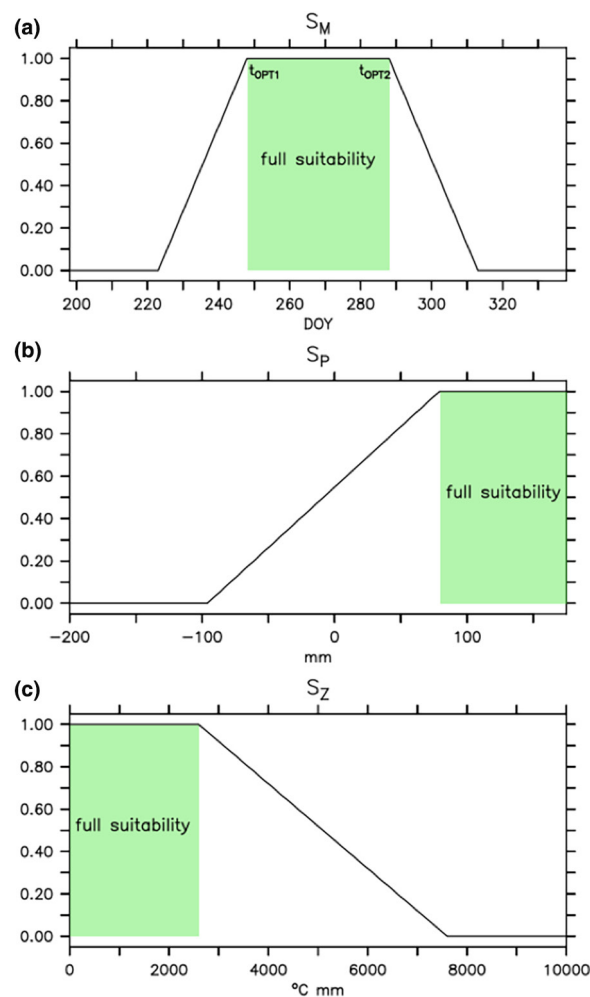 (a)
S_M
1.00
t_OPT1 t_OPT2
0.80
0.60
full suitability
0.40
0.20
0.00
200 220 240 260 280 300 320
DOY
(b)
S_P
1.00
0.80
0.60
full suitability
0.40
0.20
0.00
−200 −100 0 100
mm
(c)
S_Z
1.00
0.80
0.60
full suitability
0.40
0.20
0.00
0 2000 4000 6000 8000 10000
°C mm